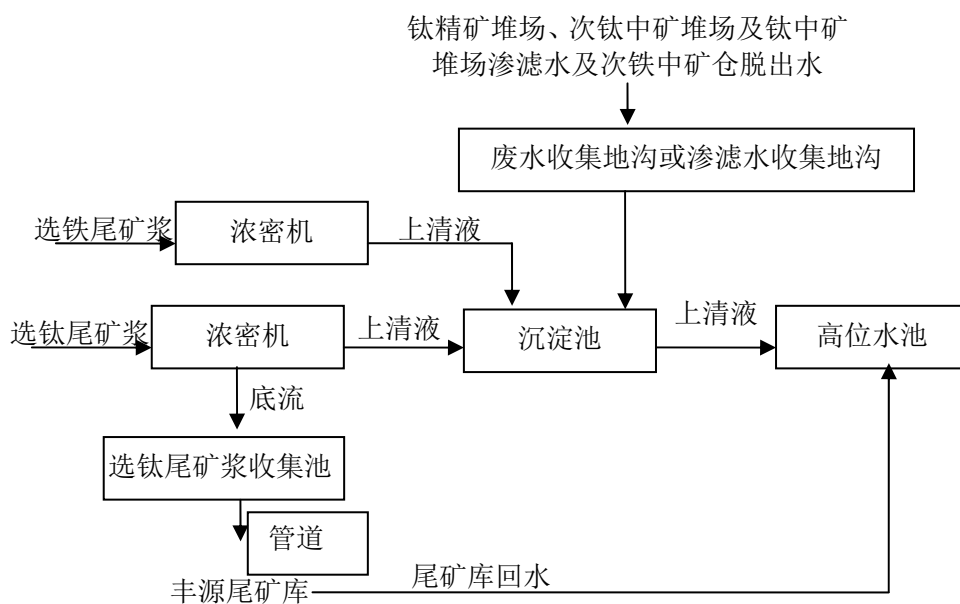 钛精矿堆场、次钛中矿堆场及钛中矿
堆场渗滤水及次铁中矿仓脱出水
废水收集地沟或渗滤水收集地沟
选铁尾矿浆
浓密机
上清液
选钛尾矿浆
浓密机
上清液
沉淀池
上清液
高位水池
底流
选钛尾矿浆收集池
管道
丰源尾矿库
尾矿库回水